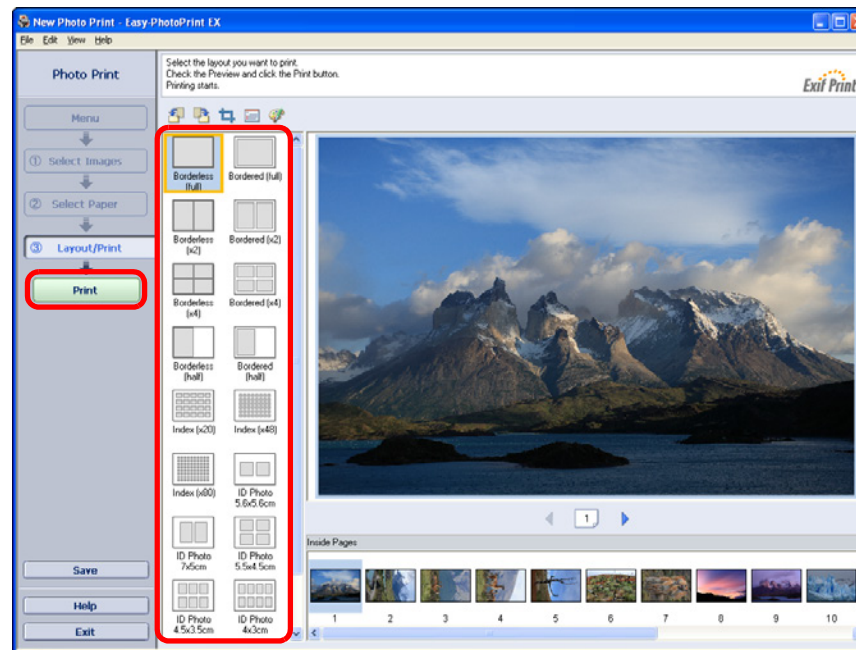 New Photo Print - Easy-PhotoPrint EX
File Edit View Help
Photo Print
Select the layout you want to print.
Check the Preview and click the Print button.
Printing starts.
Exif Print
Menu
① Select Images
② Select Paper
③ Layout/Print
Print
Borderless
(full)
Bordered (full)
Borderless
(x2)
Bordered (x2)
Borderless
(x4)
Bordered (x4)
Borderless
(half)
Bordered
(half)
Index (x20)
Index (x48)
Index (x80)
ID Photo
5.6x5.6cm
ID Photo
7x5cm
ID Photo
5.5x4.5cm
ID Photo
4.5x3.5cm
ID Photo
4x3cm
1
Inside Pages
1 2 3 4 5 6 7 8 9 10
Save
Help
Exit